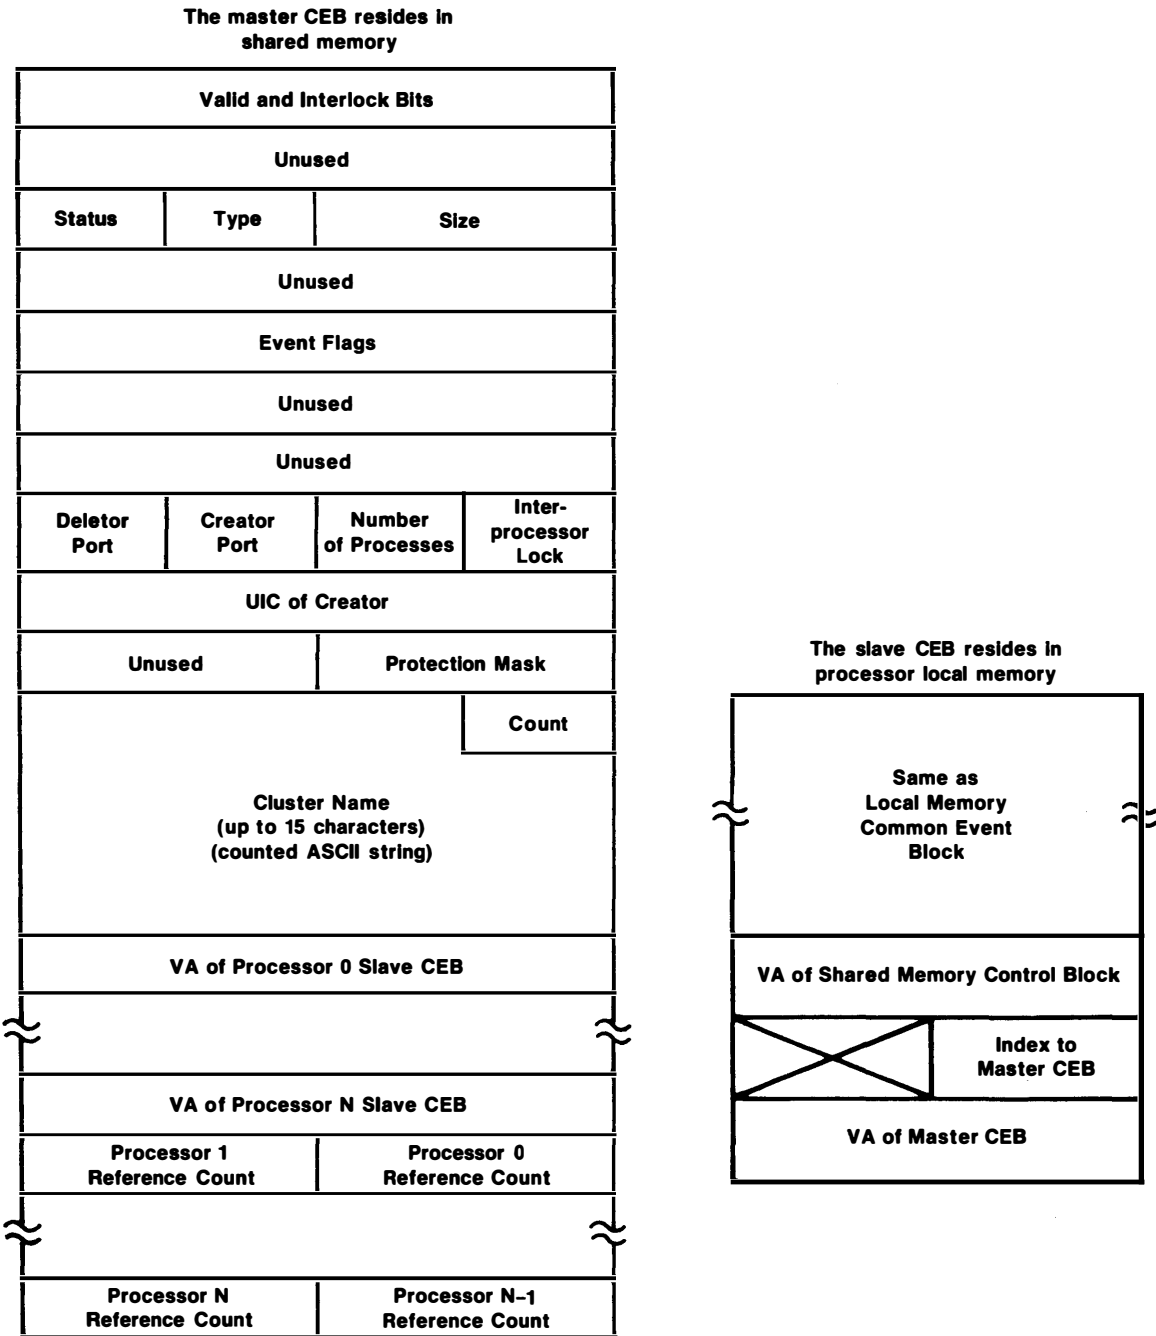 The master CEB resides in
shared memory
Valid and Interlock Bits
Unused
Status Type Size
Unused
Event Flags
Unused
Unused
Deletor
Port
Creator
Port
Number
of Processes
Inter-
processor
Lock
UIC of Creator
Unused Protection Mask
Count
Cluster Name
(up to 15 characters)
(counted ASCII string)
VA of Processor 0 Slave CEB
VA of Processor N Slave CEB
Processor 1
Reference Count
Processor 0
Reference Count
Processor N
Reference Count
Processor N-1
Reference Count
The slave CEB resides in
processor local memory
Same as
Local Memory
Common Event
Block
VA of Shared Memory Control Block
Index to
Master CEB
VA of Master CEB